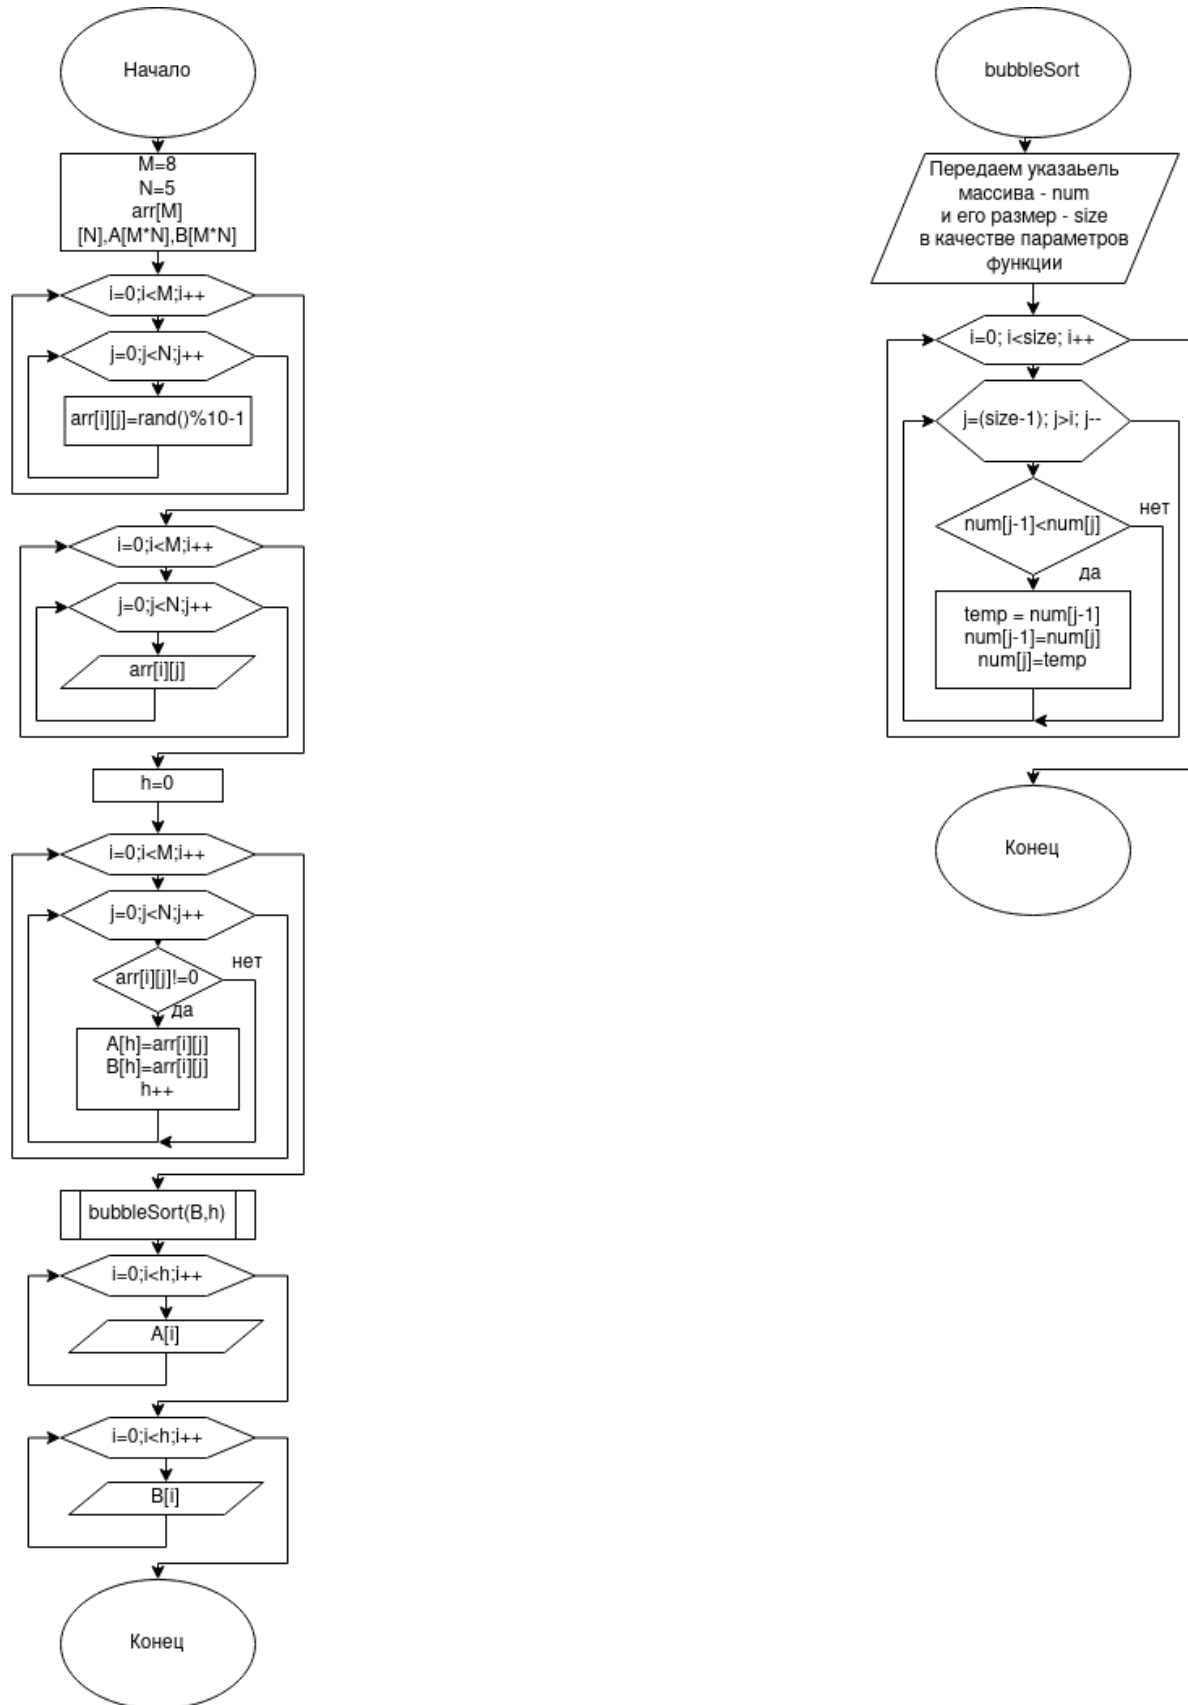 Начало
M=8
N=5
arr[M]
[N],A[M*N],B[M*N]
i=0;i<M;i++
j=0;j<N;j++
arr[i][j]=rand()%10-1
i=0;i<M;i++
j=0;j<N;j++
arr[i][j]
h=0
i=0;i<M;i++
j=0;j<N;j++
arr[i][j]!=0
нет
да
A[h]=arr[i][j]
B[h]=arr[i][j]
h++
bubbleSort(B,h)
i=0;i<h;i++
A[i]
i=0;i<h;i++
B[i]
Конец
bubbleSort
Передаем указаьель
массива - num
и его размер - size
в качестве параметров
функции
i=0; i<size; i++
j=(size-1); j>i; j--
num[j-1]<num[j]
нет
да
temp = num[j-1]
num[j-1]=num[j]
num[j]=temp
Конец